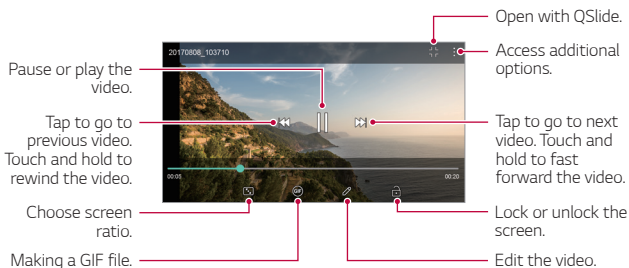 Open with QSlide.
20170808_103710
Access additional
options.
Pause or play the
video.
Tap to go to
previous video.
Touch and hold to
rewind the video.
Tap to go to next
video. Touch and
hold to fast
forward the video.
00:05
00:20
GIF
Choose screen
ratio.
Lock or unlock the
screen.
Making a GIF file.
Edit the video.